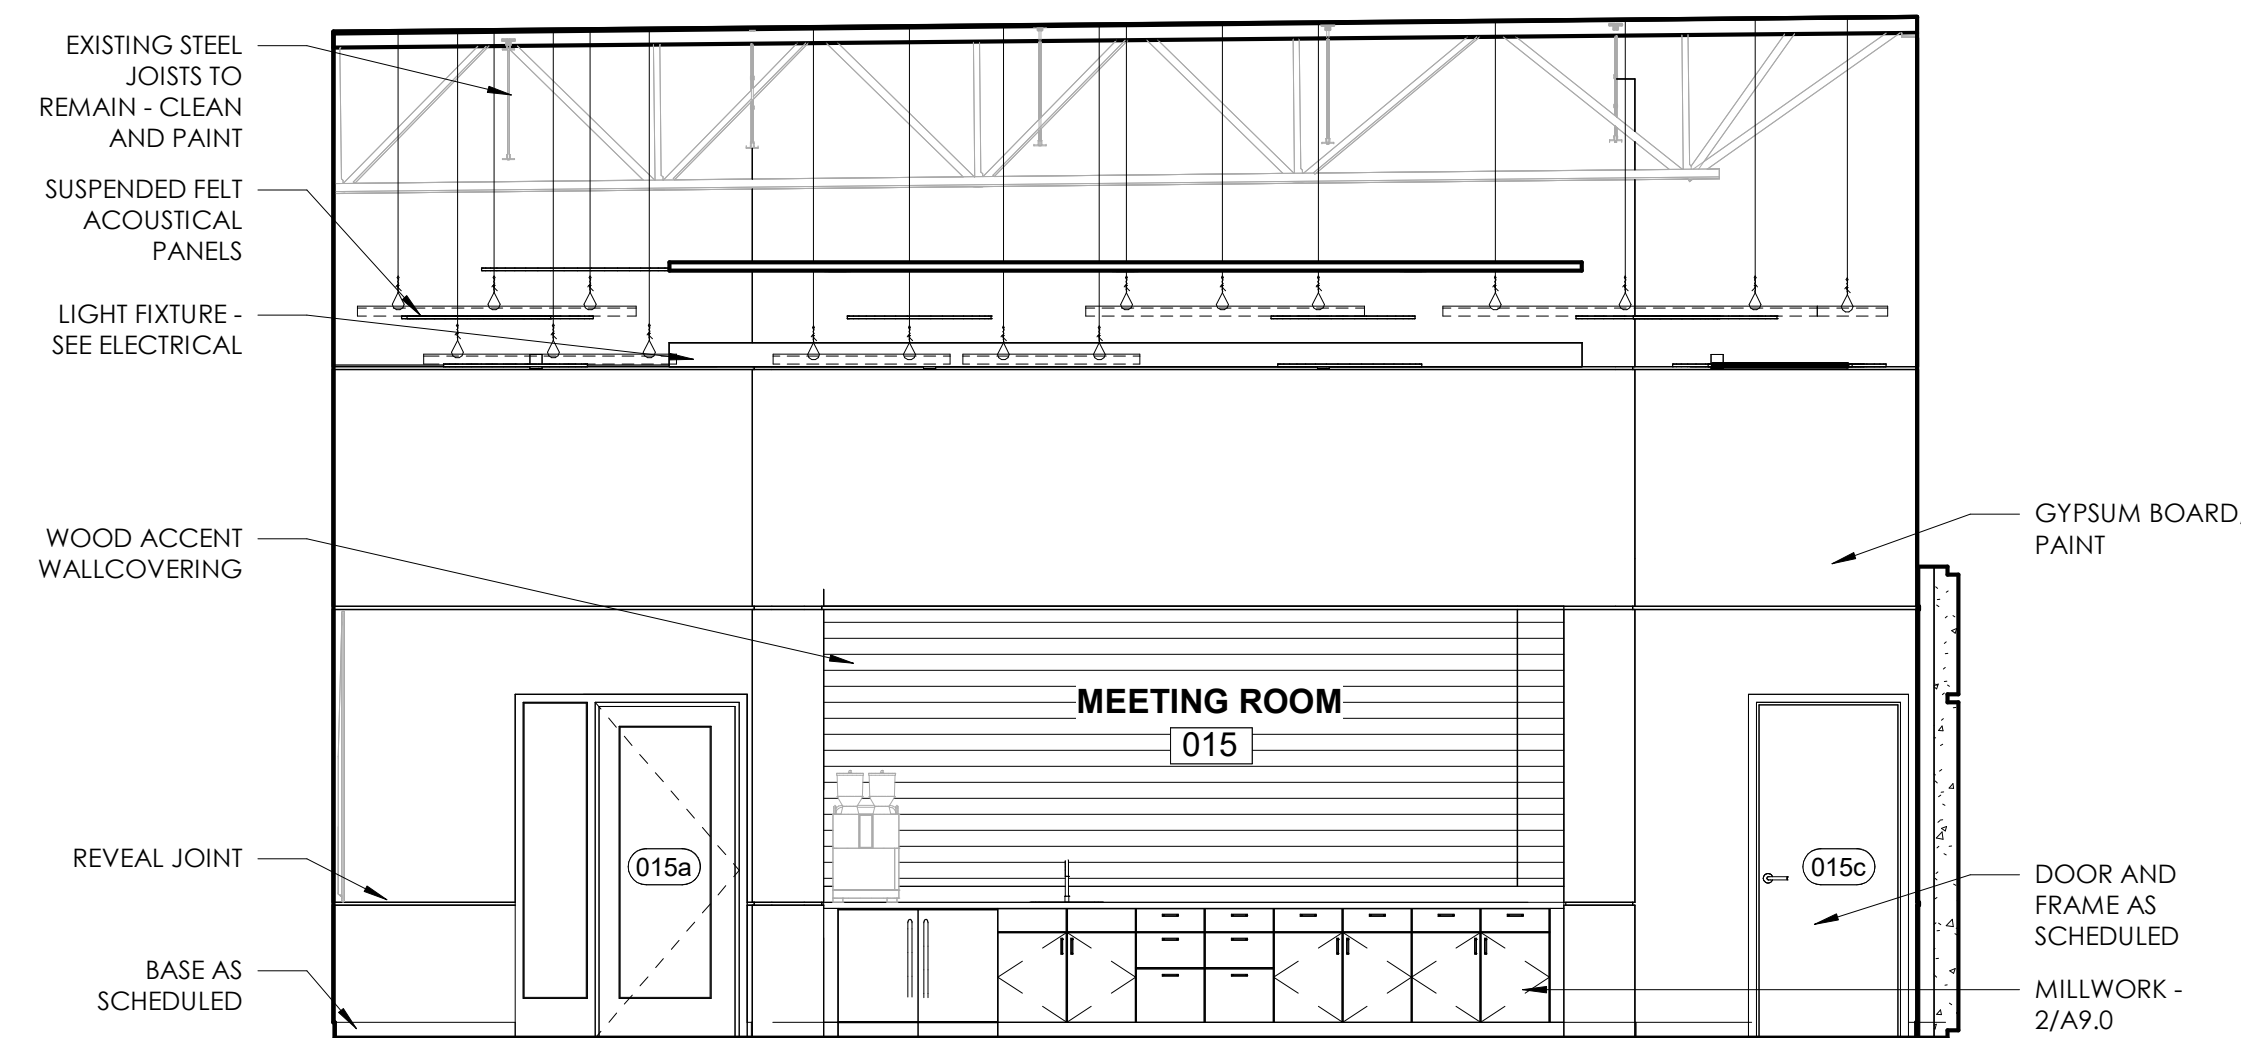 EXISTING STEEL
JOISTS TO
REMAIN - CLEAN
AND PAINT
SUSPENDED FELT
ACOUSTICAL
PANELS
LIGHT FIXTURE -
SEE ELECTRICAL
WOOD ACCENT
WALLCOVERING
REVEAL JOINT
BASE AS
SCHEDULED
MEETING ROOM
015
015a
015c
GYPSUM BOARD,
PAINT
DOOR AND
FRAME AS
SCHEDULED
MILLWORK -
2/A9.0